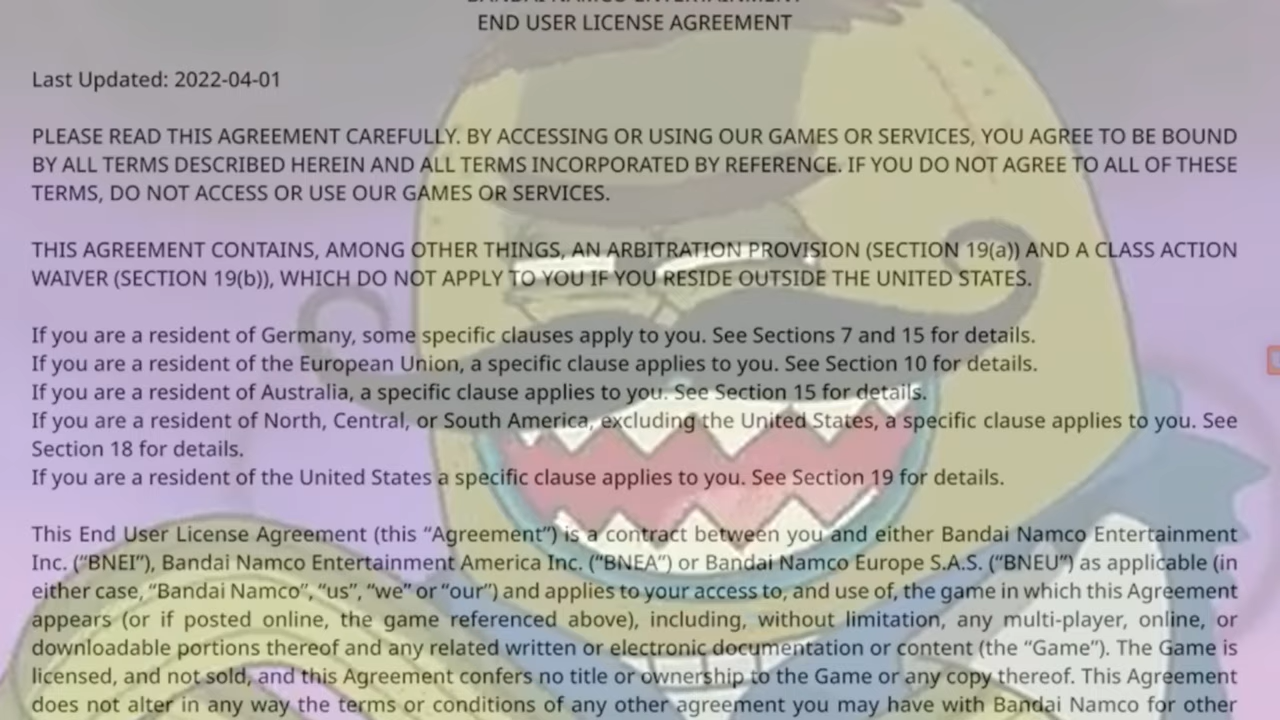 BANDAI NAMCO ENTERTAINMENT
END USER LICENSE AGREEMENT
Last Updated: 2022-04-01
PLEASE READ THIS AGREEMENT CAREFULLY. BY ACCESSING OR USING OUR GAMES OR SERVICES, YOU AGREE TO BE BOUND
BY ALL TERMS DESCRIBED HEREIN AND ALL TERMS INCORPORATED BY REFERENCE. IF YOU DO NOT AGREE TO ALL OF THESE
TERMS, DO NOT ACCESS OR USE OUR GAMES OR SERVICES.
THIS AGREEMENT CONTAINS, AMONG OTHER THINGS, AN ARBITRATION PROVISION (SECTION 19(a)) AND A CLASS ACTION
WAIVER (SECTION 19(b)), WHICH DO NOT APPLY TO YOU IF YOU RESIDE OUTSIDE THE UNITED STATES.
If you are a resident of Germany, some specific clauses apply to you. See Sections 7 and 15 for details.
If you are a resident of the European Union, a specific clause applies to you. See Section 10 for details.
If you are a resident of Australia, a specific clause applies to you. See Section 15 for details.
If you are a resident of North, Central, or South America, excluding the United States, a specific clause applies to you. See
Section 18 for details.
If you are a resident of the United States a specific clause applies to you. See Section 19 for details.
This End User License Agreement (this “Agreement”) is a contract between you and either Bandai Namco Entertainment
Inc. (“BNEI”), Bandai Namco Entertainment America Inc. (“BNEA”) or Bandai Namco Europe S.A.S. (“BNEU”) as applicable (in
either case, “Bandai Namco”, “us”, “we” or “our”) and applies to your access to, and use of, the game in which this Agreement
appears (or if posted online, the game referenced above), including, without limitation, any multi-player, online, or
downloadable portions thereof and any related written or electronic documentation or content (the “Game”). The Game is
licensed, and not sold, and this Agreement confers no title or ownership to the Game or any copy thereof. This Agreement
does not alter in any way the terms or conditions of any other agreement you may have with Bandai Namco for other